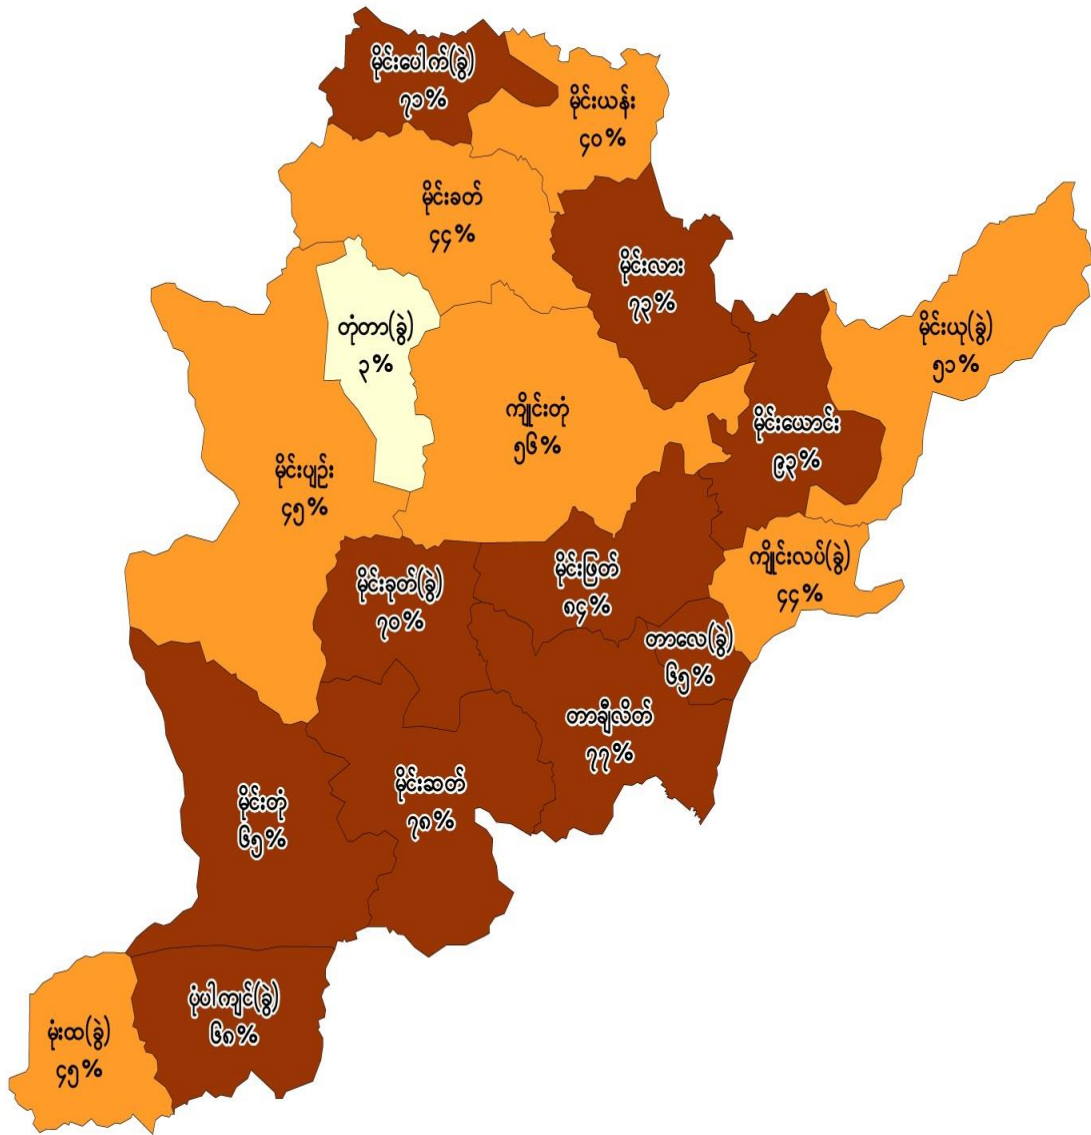 မိုင်းပေါက်(ခွဲ)
၇၁%
မိုင်းယန်း
၄၀%
မိုင်းခတ်
၄၄%
မိုင်းလား
၇၃%
မိုင်းယု(ခွဲ)
၅၁%
တုံတာ(ခွဲ)
၃%
ကျိုင်းတုံ
၅၆%
မိုင်းယောင်း
၉၃%
မိုင်းပျဉ်း
၄၅%
မိုင်းခုတ်(ခွဲ)
၇၀%
မိုင်းဖြတ်
၈၄%
ကျိုင်းလပ်(ခွဲ)
၄၄%
တာလေ(ခွဲ)
၆၅%
တာချီလိတ်
၇၇%
မိုင်းဆတ်
၇၈%
မိုင်းတုံ
၆၅%
ပုံပါကျင်(ခွဲ)
၆၈%
မုံးထ(ခွဲ)
၄၅%